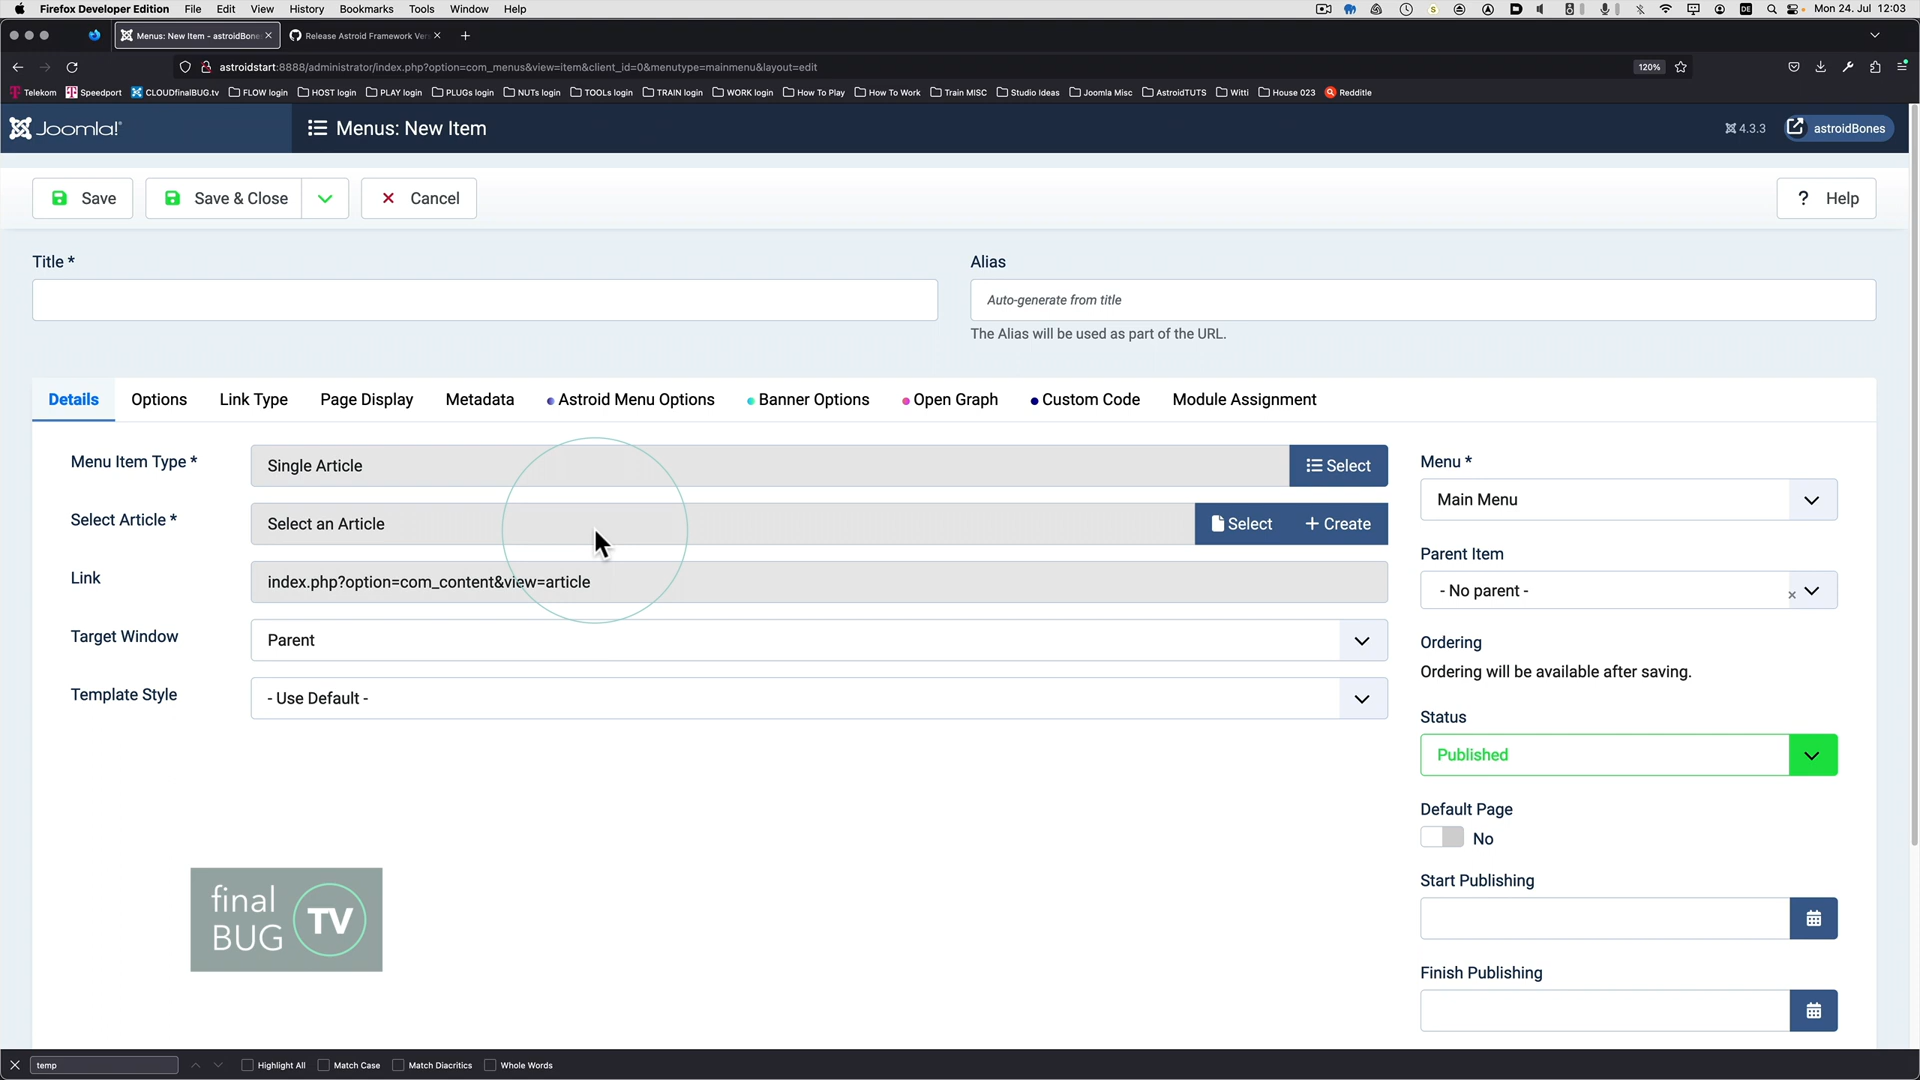 Firefox Developer Edition File Edit View History Bookmarks Tools Window Help Mon 24. Jul 12:03
Menus: New Item - astroidBone Release Astroid Framework Ver
astroidstart:8888/administrator/index.php?option=com_menus&view=item&client_id=0&menutype=mainmenu&layout=edit 120%
Telekom Speedport CLOUDfinalBUG.tv FLOW login HOST login PLAY login PLUGs login NUTs login TOOLs login TRAIN login WORK login How To Play How To Work Train MISC Studio Ideas Joomla Misc AstroidTUTS Witti House 023 Redditle
Joomla! Menus: New Item 4.3.3 astroidBones
Save Save & Close Cancel ? Help
Title * Alias
Auto-generate from title
The Alias will be used as part of the URL.
Details Options Link Type Page Display Metadata Astroid Menu Options Banner Options Open Graph Custom Code Module Assignment
Menu Item Type * Single Article Select
Select Article * Select an Article Select + Create
Link index.php?option=com_content&view=article
Target Window Parent
Template Style - Use Default -
Menu *
Main Menu
Parent Item
- No parent -
Ordering
Ordering will be available after saving.
Status
Published
Default Page
No
Start Publishing
Finish Publishing
final
BUG TV
temp Highlight All Match Case Match Diacritics Whole Words